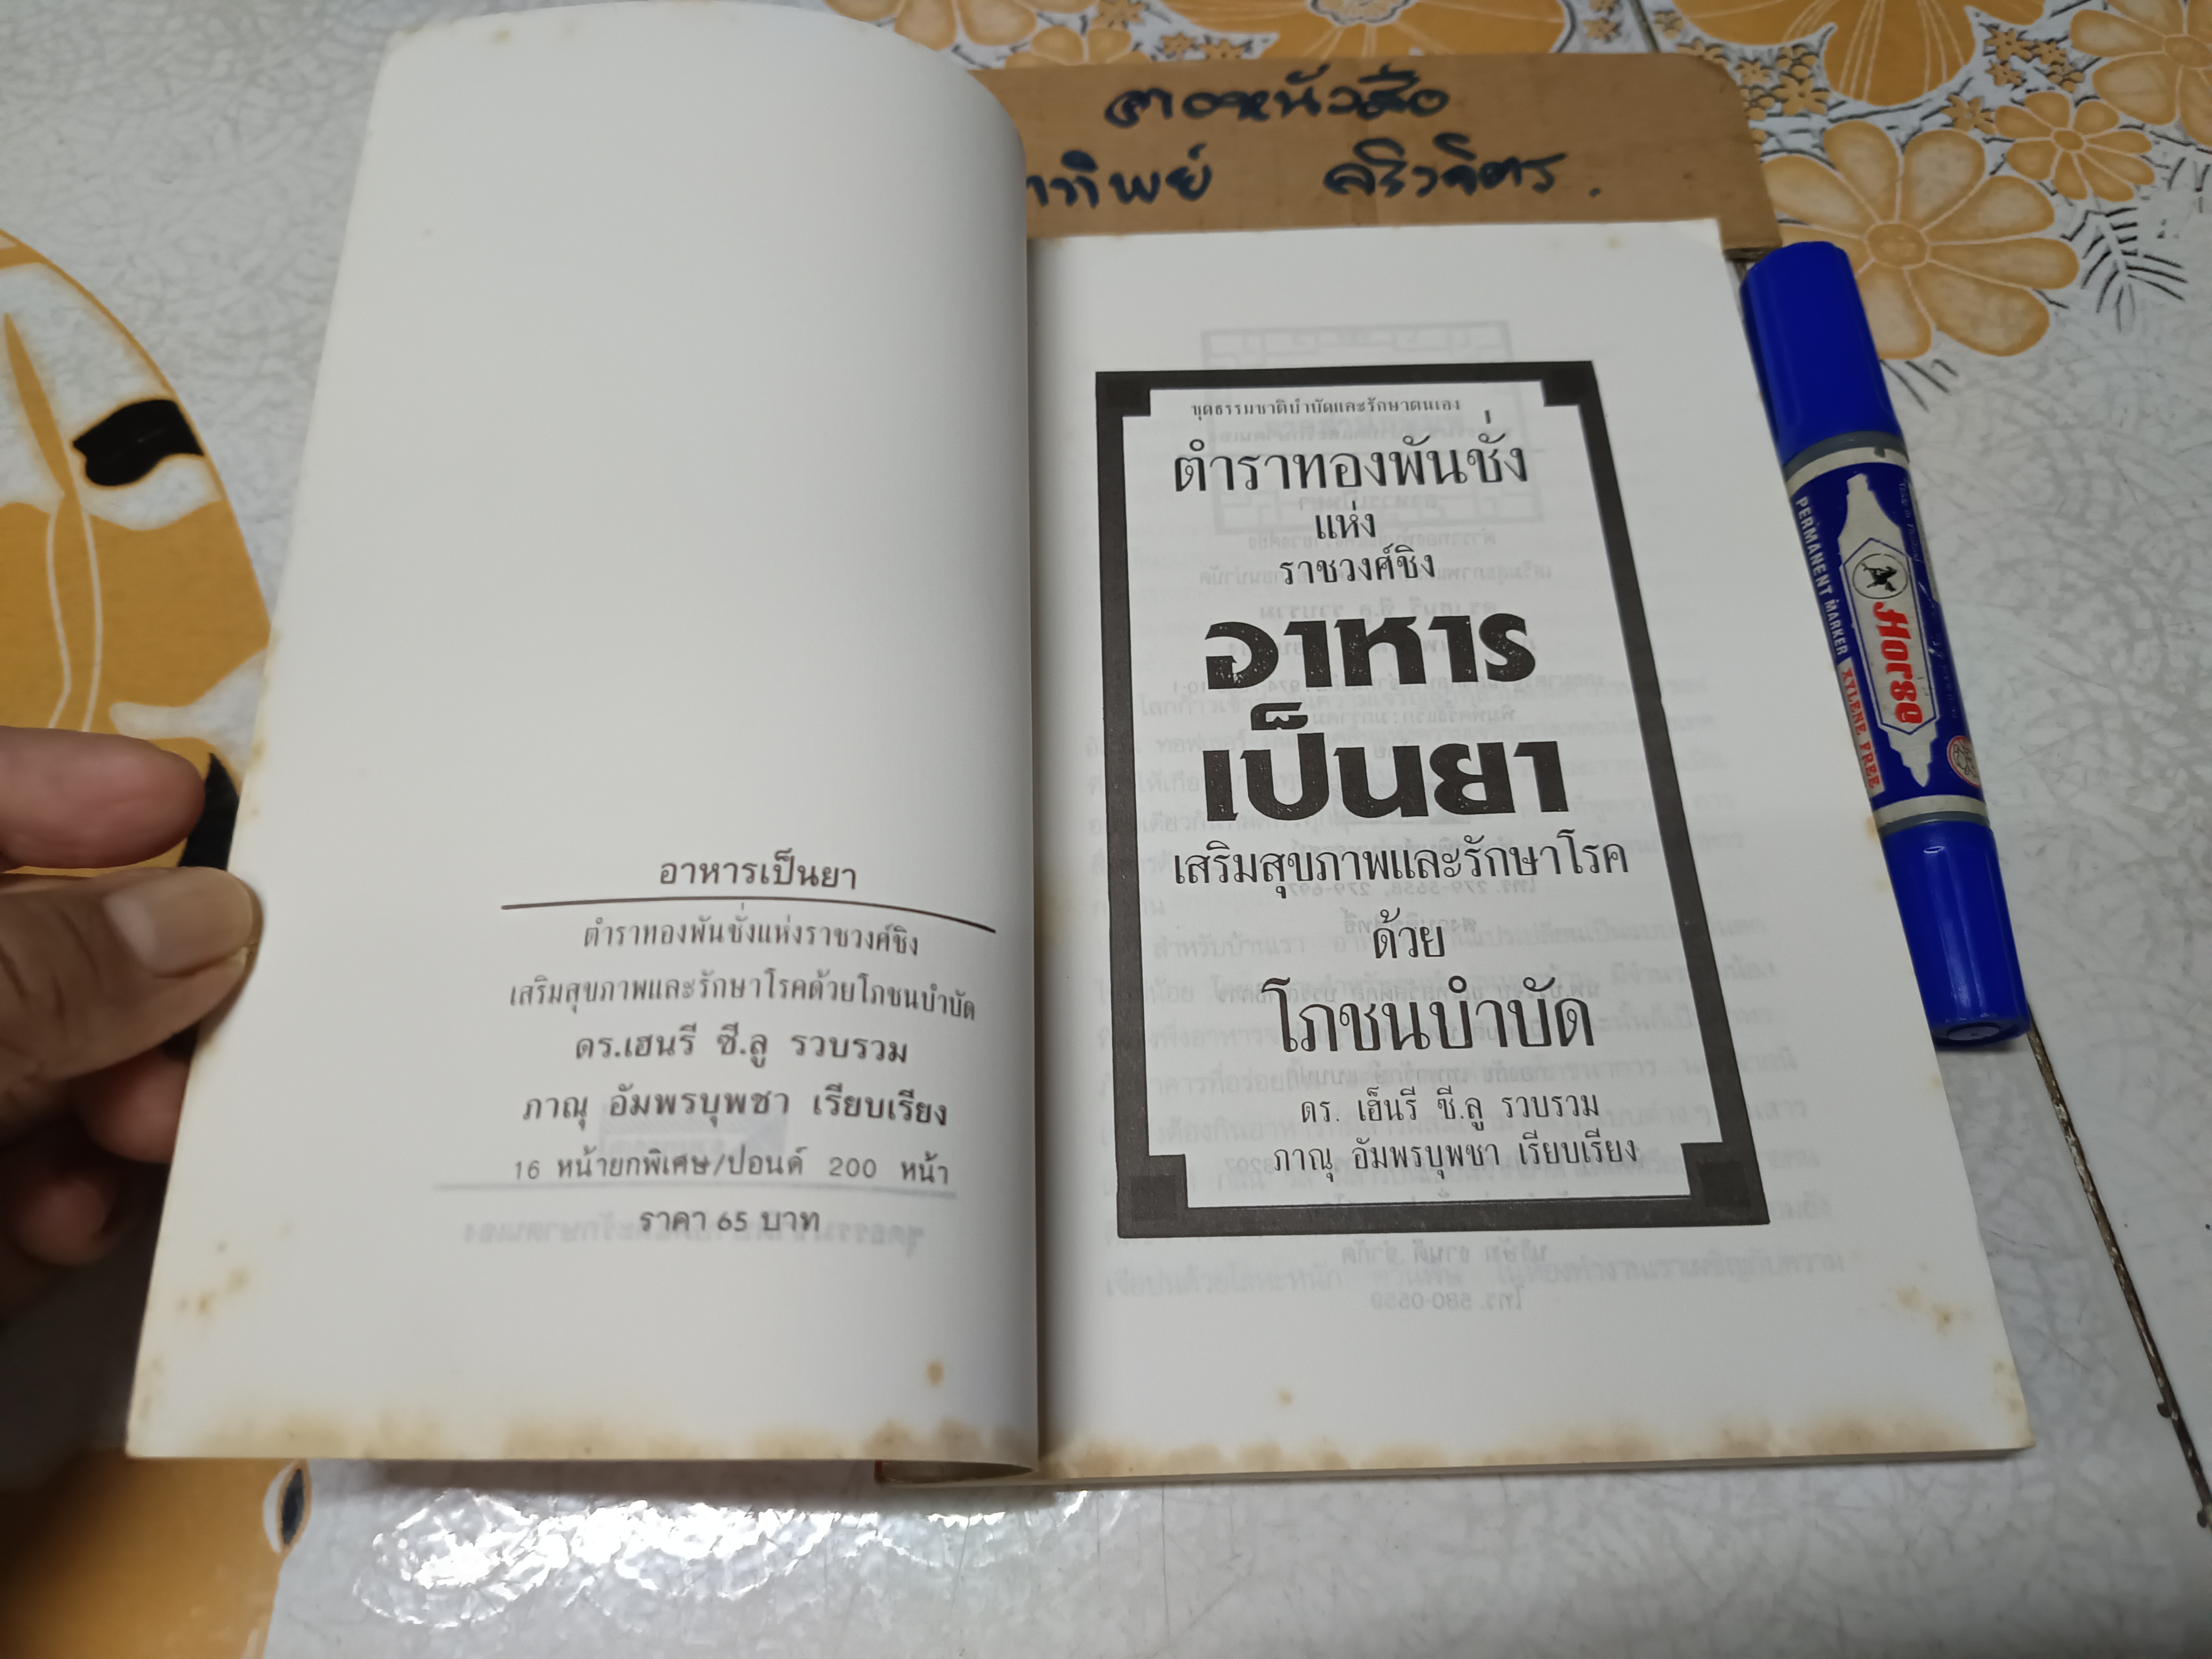 ทิพย์ ศริวจิตร.
อาหารเป็นยา
ตำราทองพันชั่งแห่งราชวงศ์ชิง
เสริมสุขภาพและรักษาโรคด้วยโภชนบำบัด
ดร.เฮนรี ซี.ลู รวบรวม
ภาณุ อัมพรบุพชา เรียบเรียง
16 หน้ายกพิเศษ/ปอนด์ 200 หน้า
ราคา 65 บาท
ชุดธรรมชาติบำบัดและรักษาตนเอง
ตำราทองพันชั่ง
แห่ง
ราชวงศ์ชิง
อาหาร
เป็นยา
เสริมสุขภาพและรักษาโรค
ด้วย
โภชนบำบัด
ดร. เฮ็นรี ซี.ลู รวบรวม
ภาณุ อัมพรบุพชา เรียบเรียง
PERMANENT MARKER XYLENE FREE
Horse